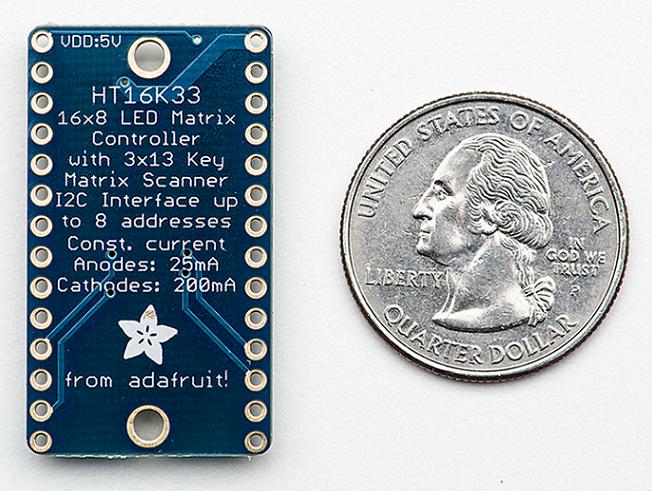 VDD:5V
HT16K33
16x8 LED Matrix
Controller
with 3x13 Key
Matrix Scanner
I2C Interface up
to 8 addresses
Const. current
Anodes: 25mA
Cathodes: 200mA
from adafruit!
UNITED STATES OF AMERICA
LIBERTY
IN
GOD WE
TRUST
P
QUARTER DOLLAR